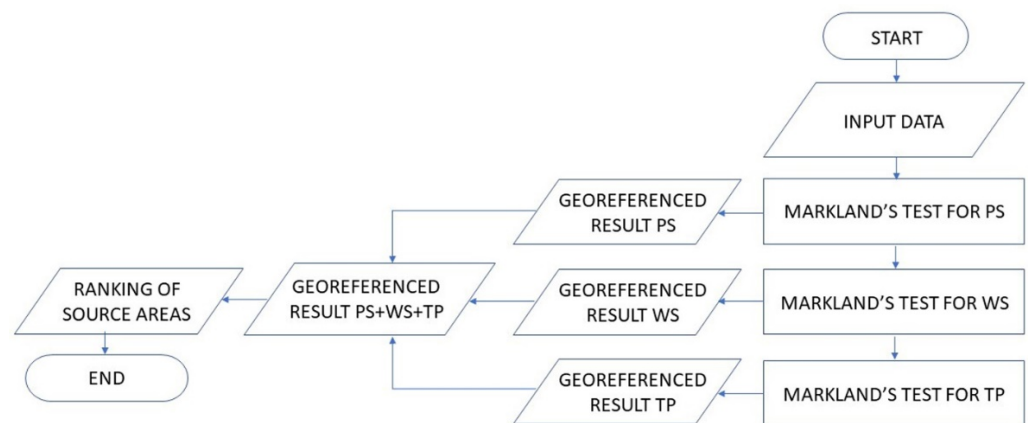 START
INPUT DATA
MARKLAND'S TEST FOR PS
GEOREFERENCED
RESULT PS
MARKLAND'S TEST FOR WS
GEOREFERENCED
RESULT WS
MARKLAND'S TEST FOR TP
GEOREFERENCED
RESULT TP
GEOREFERENCED
RESULT PS+WS+TP
RANKING OF
SOURCE AREAS
END